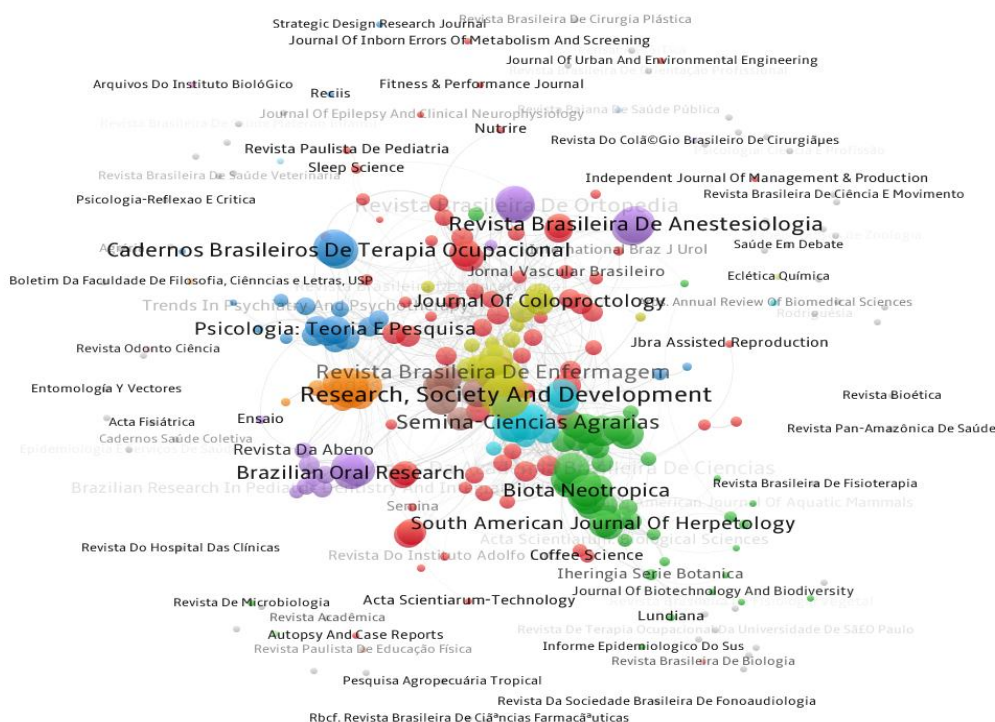 Revista Brasileira De Cirurgia Plástica
Strategic Design Research Journal
Journal Of Inborn Errors Of Metabolism And Screening
Journal Of Urban And Environmental Engineering
Arquivos Do Instituto BiolóGico
Fitness & Performance Journal
Reciis
Journal Of Epilepsy And Clinical Neurophysiology
Revista Baiana De Saúde Pública
Nutrire
Revista Do Colã©Gio Brasileiro De Cirurgiãµes
Revista Paulista De Pediatria
Psicologia: Ciência E Profissão
Sleep Science
Revista Brasileira De Saúde Veterinária
Independent Journal Of Management & Production
Revista Brasileira De Ciência E Movimento
Psicologia-Reflexao E Critica
Revista Brasileira De Ortopedia
Revista Brasileira De Anestesiologia
Saúde Em Debate
Cadernos Brasileiros De Terapia Ocupacional
International Braz J Urol
Jornal Vascular Brasileiro
Eclética Química
Boletim Da Faculdade De Filosofia, Ciênncias e Letras, USP
Trends In Psychiatry And Psychotherapy
Journal Of Coloproctology
Annual Review Of Biomedical Sciences
Rodriguésia
Psicologia: Teoria E Pesquisa
Jbra Assisted Reproduction
Revista Odonto Ciência
Revista Brasileira De Enfermagem
Entomologìa Y Vectores
Research, Society And Development
Revista Bioética
Acta Fisiátrica
Ensaio
Semina-Ciencias Agrarias
Revista Pan-Amazônica De Saúde
Cadernos Saúde Coletiva
Revista Da Abeno
Brasileira De Ciencias
Brazilian Oral Research
Revista Brasileira De Fisioterapia
Brazilian Research In Pediatric Dentistry And
Biota Neotropica
American Journal Of Aquatic Mammals
Semina
South American Journal Of Herpetology
Acta Scientiarum Biological Sciences
Revista Do Hospital Das Clínicas
Revista Do Instituto Adolfo
Coffee Science
Iheringia Serie Botanica
Journal Of Biotechnology And Biodiversity
Revista De Microbiologia
Acta Scientiarum-Technology
Revista Acadêmica
Lundiana
Revista De Terapia Ocupacional Da Universidade De SãEO Paulo
Autopsy And Case Reports
Revista Paulista De Educação Física
Informe Epidemiologico Do Sus
Revista Brasileira De Biologia
Pesquisa Agropecuária Tropical
Revista Da Sociedade Brasileira De Fonoaudiologia
Rbcf. Revista Brasileira De Ciãªncias Farmacãªuticas